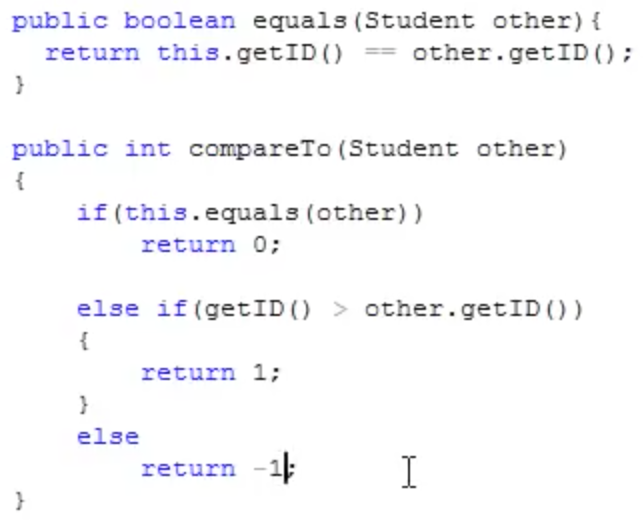 public boolean equals(Student other){
return this.getID() == other.getID();
}
public int compareTo(Student other)
{
if(this.equals(other))
return 0;
else if(getID() > other.getID())
{
return 1;
}
else
return -1;
}